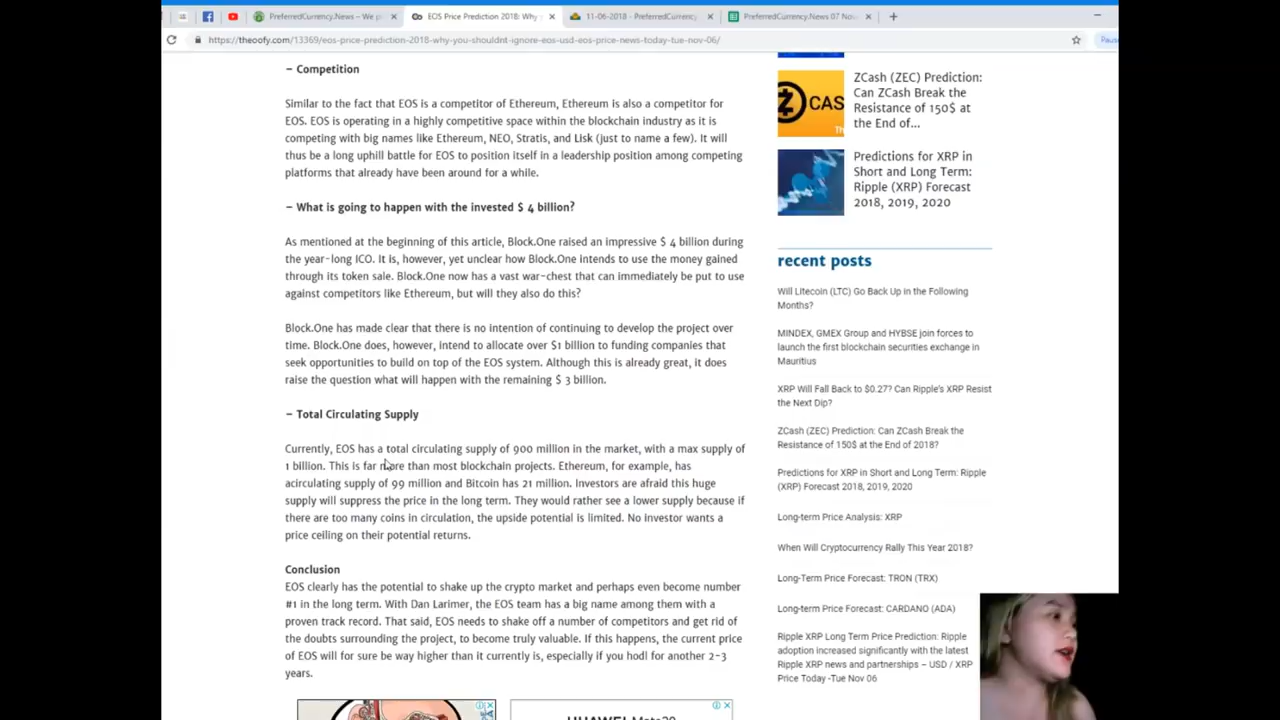 PreferredCurrency.News – We pl
EOS Price Prediction 2018: Why
11-06-2018 - PreferredCurrency
PreferredCurrency.News 07 Nov
https://theoofy.com/13369/eos-price-prediction-2018-why-you-shouldnt-ignore-eos-usd-eos-price-news-today-tue-nov-06/
Paus
– Competition
Similar to the fact that EOS is a competitor of Ethereum, Ethereum is also a competitor for
EOS. EOS is operating in a highly competitive space within the blockchain industry as it is
competing with big names like Ethereum, NEO, Stratis, and Lisk (just to name a few). It will
thus be a long uphill battle for EOS to position itself in a leadership position among competing
platforms that already have been around for a while.
– What is going to happen with the invested $ 4 billion?
As mentioned at the beginning of this article, Block.One raised an impressive $ 4 billion during
the year-long ICO. It is, however, yet unclear how Block.One intends to use the money gained
through its token sale. Block.One now has a vast war-chest that can immediately be put to use
against competitors like Ethereum, but will they also do this?
Block.One has made clear that there is no intention of continuing to develop the project over
time. Block.One does, however, intend to allocate over $1 billion to funding companies that
seek opportunities to build on top of the EOS system. Although this is already great, it does
raise the question what will happen with the remaining $ 3 billion.
– Total Circulating Supply
Currently, EOS has a total circulating supply of 900 million in the market, with a max supply of
1 billion. This is far more than most blockchain projects. Ethereum, for example, has
acirculating supply of 99 million and Bitcoin has 21 million. Investors are afraid this huge
supply will suppress the price in the long term. They would rather see a lower supply because if
there are too many coins in circulation, the upside potential is limited. No investor wants a
price ceiling on their potential returns.
Conclusion
EOS clearly has the potential to shake up the crypto market and perhaps even become number
#1 in the long term. With Dan Larimer, the EOS team has a big name among them with a
proven track record. That said, EOS needs to shake off a number of competitors and get rid of
the doubts surrounding the project, to become truly valuable. If this happens, the current price
of EOS will for sure be way higher than it currently is, especially if you hodl for another 2-3
years.
CAS
Th
ZCash (ZEC) Prediction:
Can ZCash Break the
Resistance of 150$ at
the End of...
Predictions for XRP in
Short and Long Term:
Ripple (XRP) Forecast
2018, 2019, 2020
recent posts
Will Litecoin (LTC) Go Back Up in the Following
Months?
MINDEX, GMEX Group and HYBSE join forces to
launch the first blockchain securities exchange in
Mauritius
XRP Will Fall Back to $0.27? Can Ripple's XRP Resist
the Next Dip?
ZCash (ZEC) Prediction: Can ZCash Break the
Resistance of 150$ at the End of 2018?
Predictions for XRP in Short and Long Term: Ripple
(XRP) Forecast 2018, 2019, 2020
Long-term Price Analysis: XRP
When Will Cryptocurrency Rally This Year 2018?
Long-Term Price Forecast: TRON (TRX)
Long-term Price Forecast: CARDANO (ADA)
Ripple XRP Long Term Price Prediction: Ripple
adoption increased significantly with the latest
Ripple XRP news and partnerships – USD / XRP
Price Today -Tue Nov 06
HUAWEI Mate20